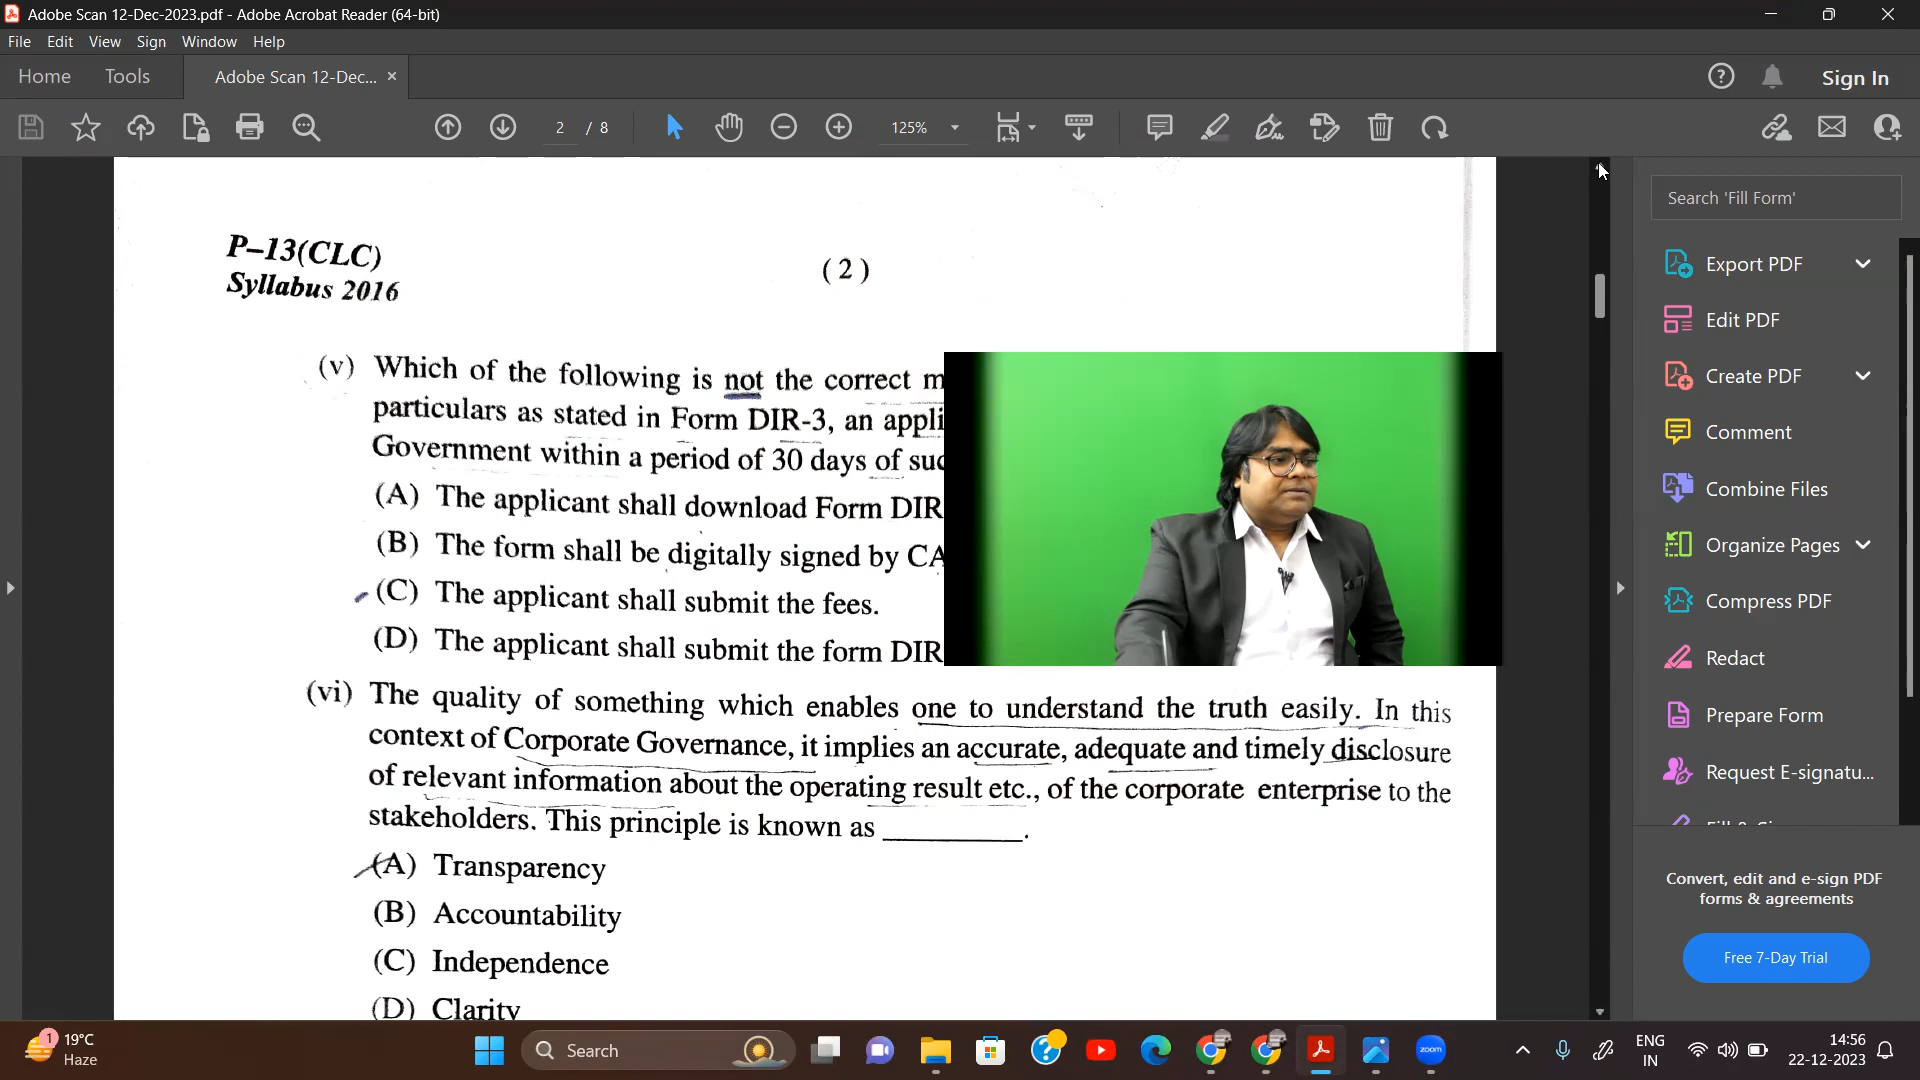 Adobe Scan 12-Dec-2023.pdf - Adobe Acrobat Reader (64-bit)
File Edit View Sign Window Help
Home Tools Adobe Scan 12-Dec... × Sign In
2 / 8 125%
P–13(CLC)
Syllabus 2016
(2)
(v) Which of the following is not the correct m
particulars as stated in Form DIR-3, an appli
Government within a period of 30 days of suc
(A) The applicant shall download Form DIR
(B) The form shall be digitally signed by CA
(C) The applicant shall submit the fees.
(D) The applicant shall submit the form DIR
(vi) The quality of something which enables one to understand the truth easily. In this
context of Corporate Governance, it implies an accurate, adequate and timely disclosure
of relevant information about the operating result etc., of the corporate enterprise to the
stakeholders. This principle is known as __________.
(A) Transparency
(B) Accountability
(C) Independence
(D) Clarity
Search 'Fill Form'
Export PDF
Edit PDF
Create PDF
Comment
Combine Files
Organize Pages
Compress PDF
Redact
Prepare Form
Request E-signatu...
Convert, edit and e-sign PDF
forms & agreements
Free 7-Day Trial
1
19°C
Haze
Search
zoom
ENG
IN
14:56
22-12-2023